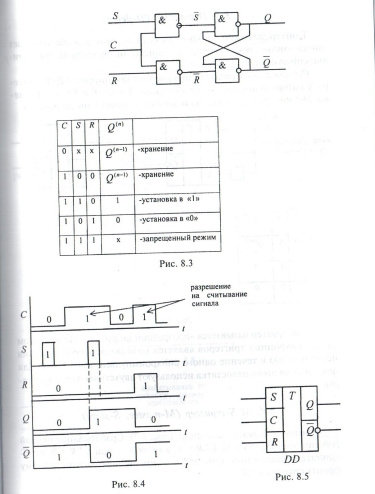 S & S̅ & Q
C
R & R̅ & Q̅
C S R Q⁽ⁿ⁾
0 x x Q⁽ⁿ⁻¹⁾ -хранение
1 0 0 Q⁽ⁿ⁻¹⁾ -хранение
1 1 0 1 -установка в «1»
1 0 1 0 -установка в «0»
1 1 1 x -запрещенный режим
Рис. 8.3
разрешение
на считывание
сигнала
C 0 1 0 1 t
S 1 1 t
R 0 1 t
Q 0 1 0 t
Q̅ 1 0 1 t
Рис. 8.4
S T Q
C Q̅
R
DD
Рис. 8.5